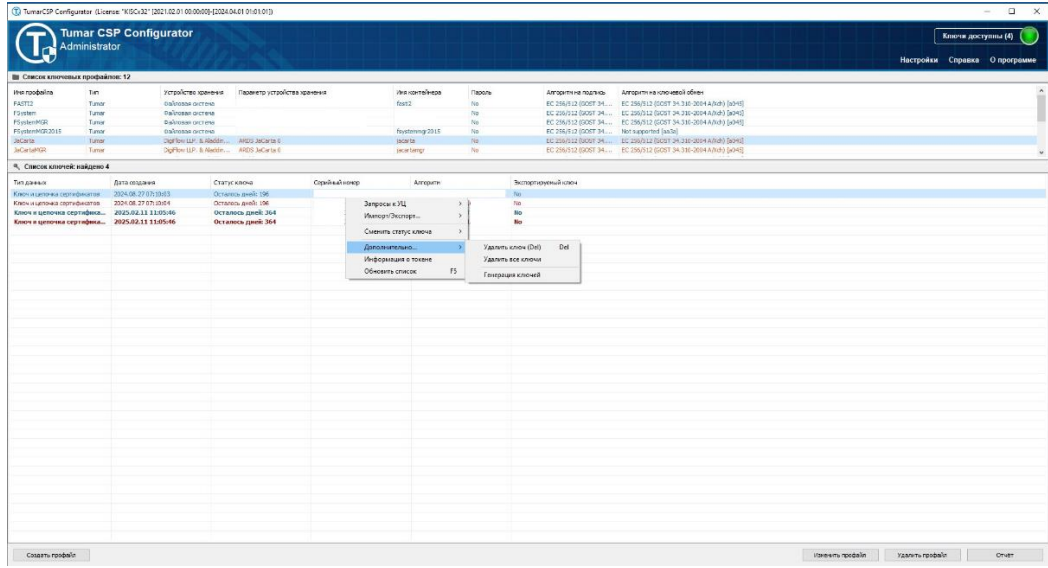 TumarCSP Configurator (License: "KISCv32" [2021.02.01 00:00:00]-[2024.04.01 01:01:01])
Tumar CSP Configurator
Administrator
Ключи доступны (4)
Настройки Справка О программе
Список ключевых профайлов: 12
Имя профайла Тип Устройство хранения Параметр устройства хранения Имя контейнера Пароль Алгоритм на подпись Алгоритм на ключевой обмен
FAST12 Tumar Файловая система fast2 No EC 256/512 (GOST 34.... EC 256/512 (GOST 34.310-2004 A/Xch) [a045]
FSystem Tumar Файловая система No EC 256/512 (GOST 34.... EC 256/512 (GOST 34.310-2004 A/Xch) [a045]
FSystemMGR Tumar Файловая система No EC 256/512 (GOST 34.... EC 256/512 (GOST 34.310-2004 A/Xch) [a045]
FSystemMGR2015 Tumar Файловая система fsystemmgr2015 No EC 256/512 (GOST 34.... Not supported [aa3a]
JaCarta Tumar DigiFlow LLP. & Aladdin... ARDS JaCarta 0 jacarta No EC 256/512 (GOST 34.... EC 256/512 (GOST 34.310-2004 A/Xch) [a045]
JaCartaMGR Tumar DigiFlow LLP. & Aladdin... ARDS JaCarta 0 jacartamgr No EC 256/512 (GOST 34.... EC 256/512 (GOST 34.310-2004 A/Xch) [a045]
Список ключей: найдено 4
Тип данных Дата создания Статус ключа Серийный номер Алгоритм Экспортируемый ключ
Ключ и цепочка сертификатов 2024.08.27 07:10:03 Осталось дней: 196 No
Ключ и цепочка сертификатов 2024.08.27 07:10:04 Осталось дней: 196 No
Ключ и цепочка сертифика... 2025.02.11 11:05:46 Осталось дней: 364 No
Ключ и цепочка сертифика... 2025.02.11 11:05:46 Осталось дней: 364 No
Запросы к УЦ
Импорт/Экспорт...
Сменить статус ключа
Дополнительно...
Информация о токене
Обновить список F5
Удалить ключ (Del) Del
Удалить все ключи
Генерация ключей
Создать профайл Изменить профайл Удалить профайл Отчёт